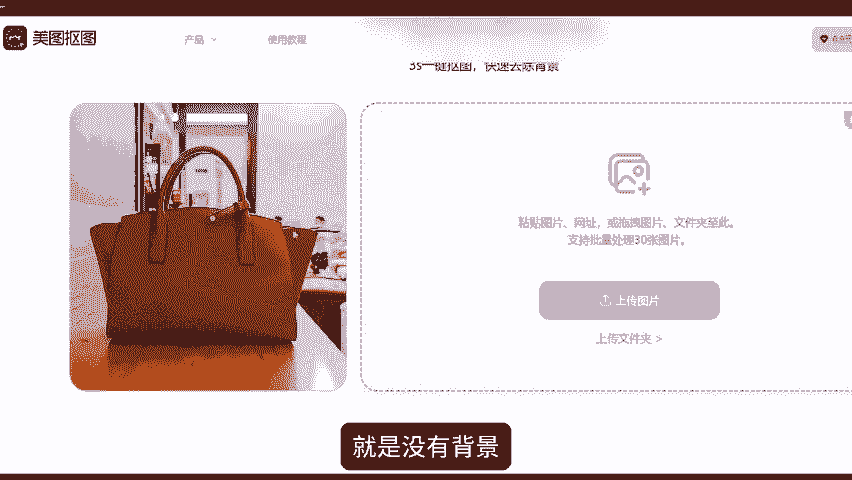 美图抠图
产品
使用教程
3s一键抠图，快速去除背景
粘贴图片、网址，或拖拽图片、文件夹至此。
支持批量处理30张图片。
上传图片
上传文件夹 >
就是没有背景